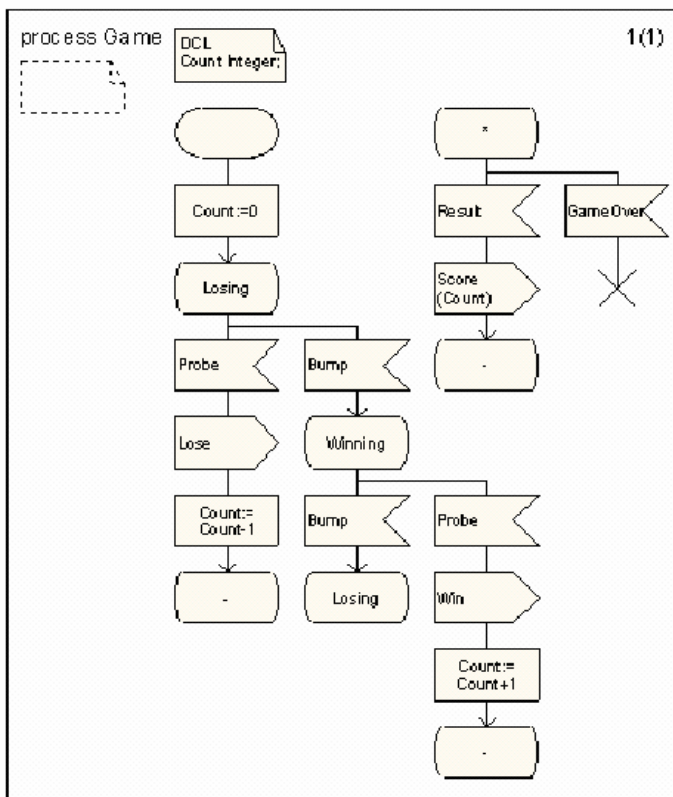 process Game
DCL
Count Integer;
1(1)
Count:=0
Losing
Probe
Bump
Lose
Winning
Count:=
Count-1
Bump
Probe
-
Losing
Win
Count:=
Count+1
-
*
Result
GameOver
Score
(Count)
-